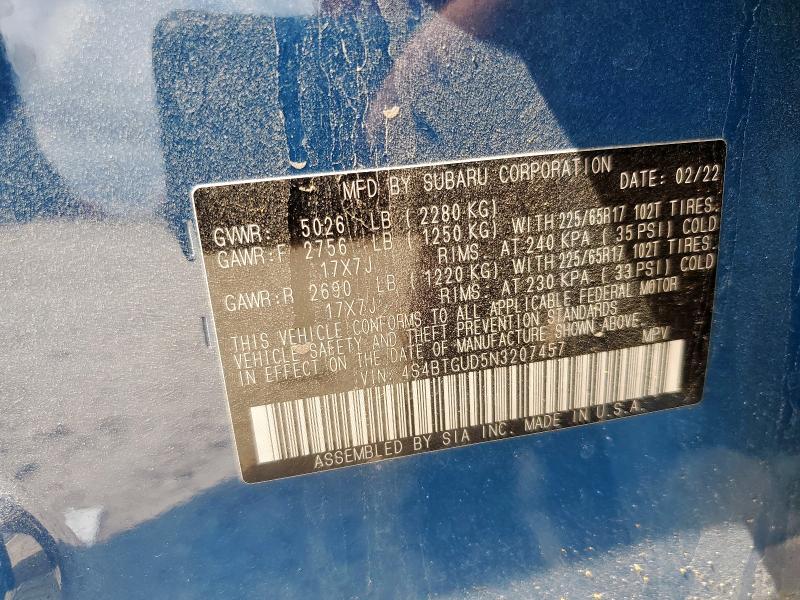 MFD BY SUBARU CORPORATION DATE: 02/22
GVWR: 5026 LB (2280 KG)
GAWR:F 2756 LB (1250 KG) WITH 225/65R17 102T TIRES.
17X7J RIMS. AT 240 KPA (35 PSI) COLD
GAWR:R 2690 LB (1220 KG) WITH 225/65R17 102T TIRES.
17X7J RIMS. AT 230 KPA (33 PSI) COLD
THIS VEHICLE CONFORMS TO ALL APPLICABLE FEDERAL MOTOR
VEHICLE SAFETY AND THEFT PREVENTION STANDARDS
IN EFFECT ON THE DATE OF MANUFACTURE SHOWN ABOVE.
VIN: 4S4BTGUD5N3207457 MPV
ASSEMBLED BY SIA INC. MADE IN U.S.A.